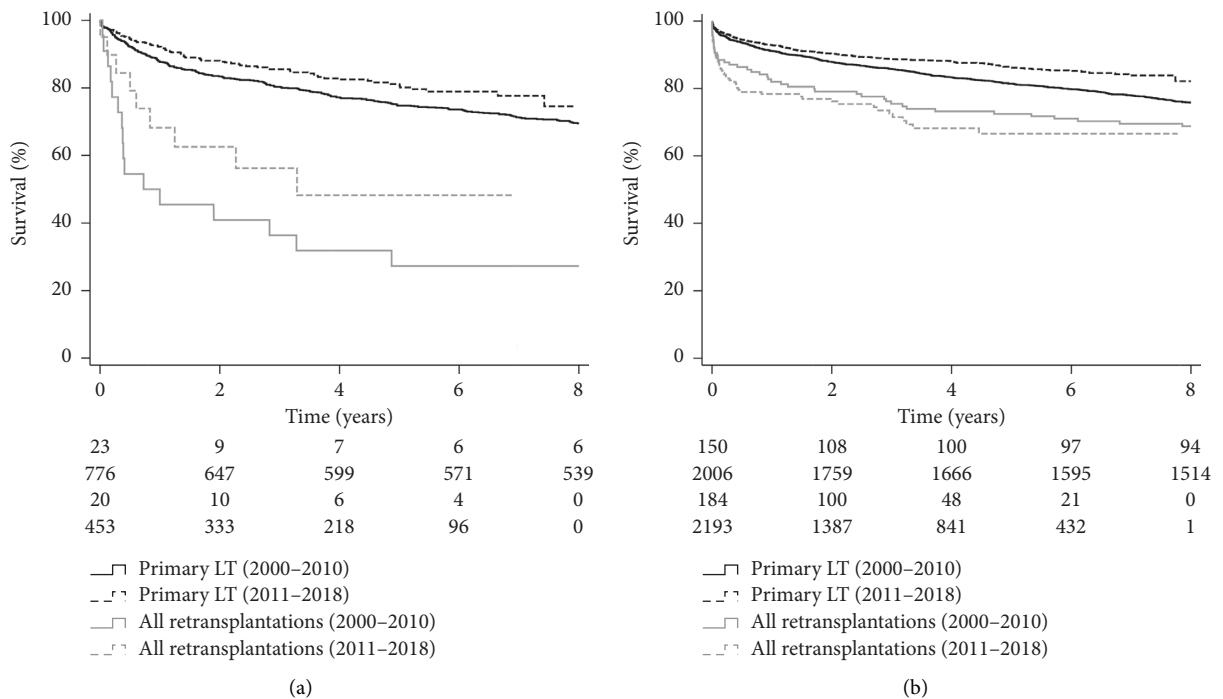 100
80
60
40
20
0
Survival (%)
0 2 4 6 8
Time (years)
23 9 7 6 6
776 647 599 571 539
20 10 6 4 0
453 333 218 96 0
Primary LT (2000–2010)
Primary LT (2011–2018)
All retransplantations (2000–2010)
All retransplantations (2011–2018)
(a)
100
80
60
40
20
0
Survival (%)
0 2 4 6 8
Time (years)
150 108 100 97 94
2006 1759 1666 1595 1514
184 100 48 21 0
2193 1387 841 432 1
Primary LT (2000–2010)
Primary LT (2011–2018)
All retransplantations (2000–2010)
All retransplantations (2011–2018)
(b)